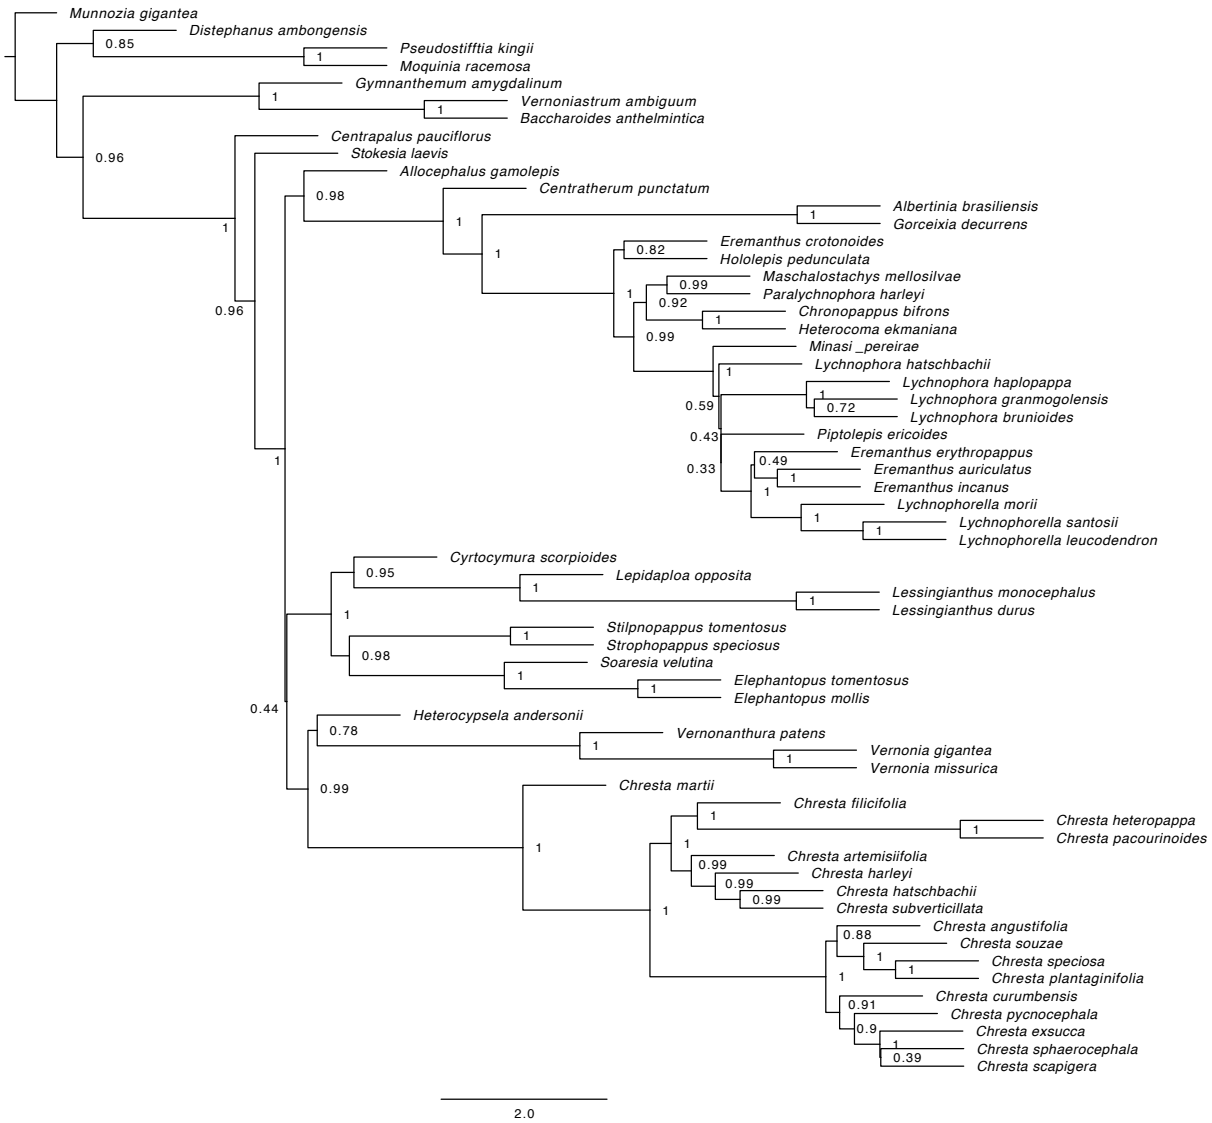 Munnozia gigantea
Distephanus ambongensis
0.85
Pseudostifftia kingii
1
Moquinia racemosa
Gymnanthemum amygdalinum
1
Vernoniastrum ambiguum
1
Baccharoides anthelmintica
0.96
Centrapalus pauciflorus
Stokesia laevis
Allocephalus gamolepis
0.98
Centratherum punctatum
Albertinia brasiliensis
1
1
Gorceixia decurrens
1
Eremanthus crotonoides
0.82
1
Hololepis pedunculata
Maschalostachys mellosilvae
0.99
1
Paralychnophora harleyi
0.92
0.96
Chronopappus bifrons
1
Heterocoma ekmaniana
0.99
Minasi _pereirae
Lychnophora hatschbachii
1
Lychnophora haplopappa
1
Lychnophora granmogolensis
0.59
0.72
Lychnophora brunioides
Piptolepis ericoides
0.43
Eremanthus erythropappus
1
0.49
0.33
Eremanthus auriculatus
1
Eremanthus incanus
1
Lychnophorella morii
1
Lychnophorella santosii
1
Lychnophorella leucodendron
Cyrtocymura scorpioides
0.95
Lepidaploa opposita
1
Lessingianthus monocephalus
1
Lessingianthus durus
1
Stilpnopappus tomentosus
1
Strophopappus speciosus
0.98
Soaresia velutina
1
Elephantopus tomentosus
1
Elephantopus mollis
0.44
Heterocypsela andersonii
0.78
Vernonanthura patens
1
Vernonia gigantea
1
Vernonia missurica
0.99
Chresta martii
Chresta filicifolia
1
Chresta heteropappa
1
Chresta pacourinoides
1
1
Chresta artemisiifolia
0.99
Chresta harleyi
0.99
Chresta hatschbachii
0.99
Chresta subverticillata
1
Chresta angustifolia
0.88
Chresta souzae
1
Chresta speciosa
1
Chresta plantaginifolia
1
Chresta curumbensis
0.91
Chresta pycnocephala
0.9
Chresta exsucca
1
Chresta sphaerocephala
0.39
Chresta scapigera
2.0